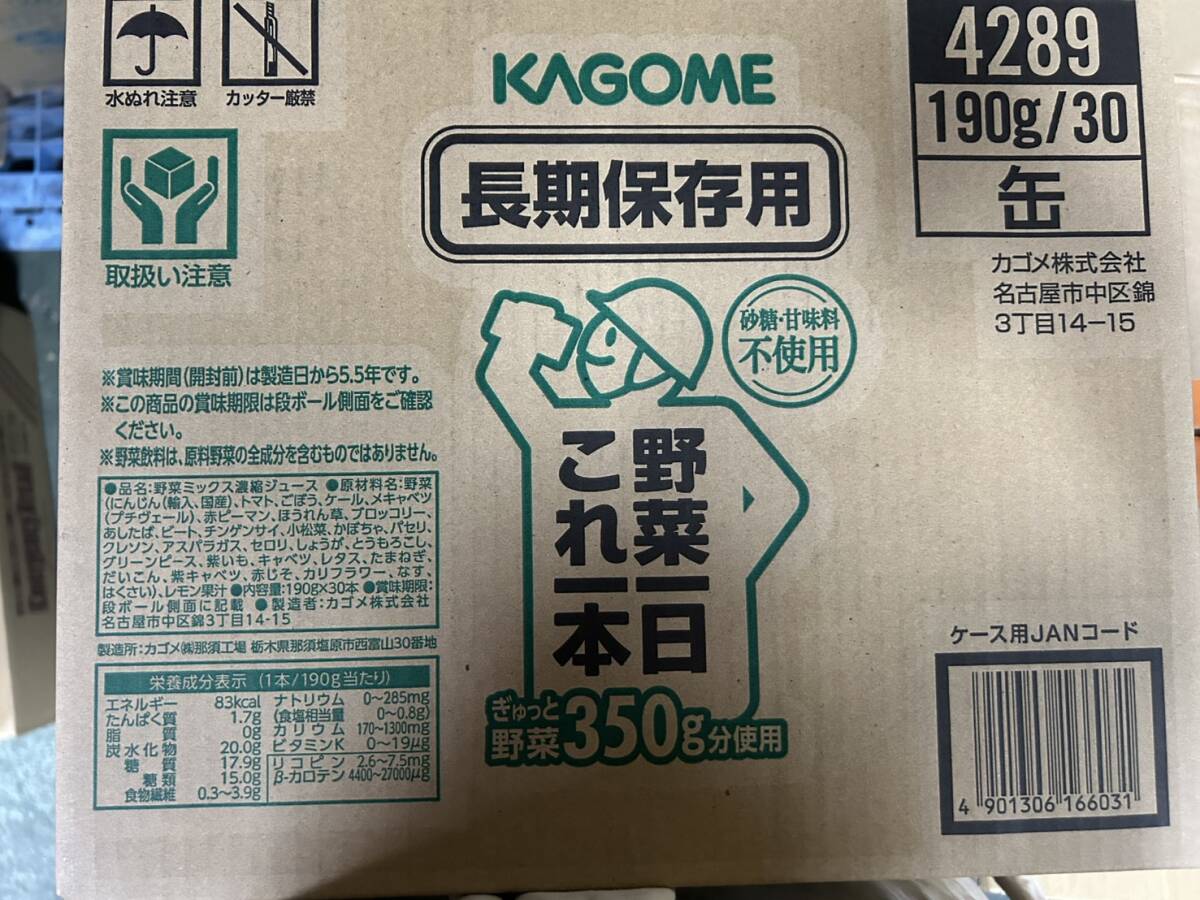 水ぬれ注意
カッター厳禁
取扱い注意
KAGOME
長期保存用
4289
190g/30
缶
カゴメ株式会社
名古屋市中区錦
3丁目14-15
砂糖・甘味料
不使用
野菜一日
これ一本
ぎゅっと
野菜350g分使用
※賞味期間(開封前)は製造日から5.5年です。
※この商品の賞味期限は段ボール側面をご確認
ください。
※野菜飲料は、原料野菜の全成分を含むものではありません。
●品名:野菜ミックス濃縮ジュース ●原材料名:野菜
(にんじん(輸入、国産)、トマト、ごぼう、ケール、メキャベツ
(プチヴェール)、赤ピーマン、ほうれん草、ブロッコリー、
あしたば、ビート、チンゲンサイ、小松菜、かぼちゃ、パセリ、
クレソン、アスパラガス、セロリ、しょうが、とうもろこし、
グリーンピース、紫いも、キャベツ、レタス、たまねぎ、
だいこん、紫キャベツ、赤じそ、カリフラワー、なす、
はくさい)、レモン果汁 ●内容量:190g×30本 ●賞味期限:
段ボール側面に記載 ●製造者:カゴメ株式会社
名古屋市中区錦3丁目14-15
製造所:カゴメ㈱那須工場 栃木県那須塩原市西富山30番地
栄養成分表示 (1本/190g当たり)
エネルギー 83kcal
たんぱく質 1.7g
脂質 0g
炭水化物 20.0g
糖質 17.9g
糖類 15.0g
食物繊維 0.3~3.9g
ナトリウム 0~285mg
(食塩相当量 0~0.8g)
カリウム 170~1300mg
ビタミンK 0~19μg
リコピン 2.6~7.5mg
β-カロテン 4400~27000μg
ケース用JANコード
4 901306 166031